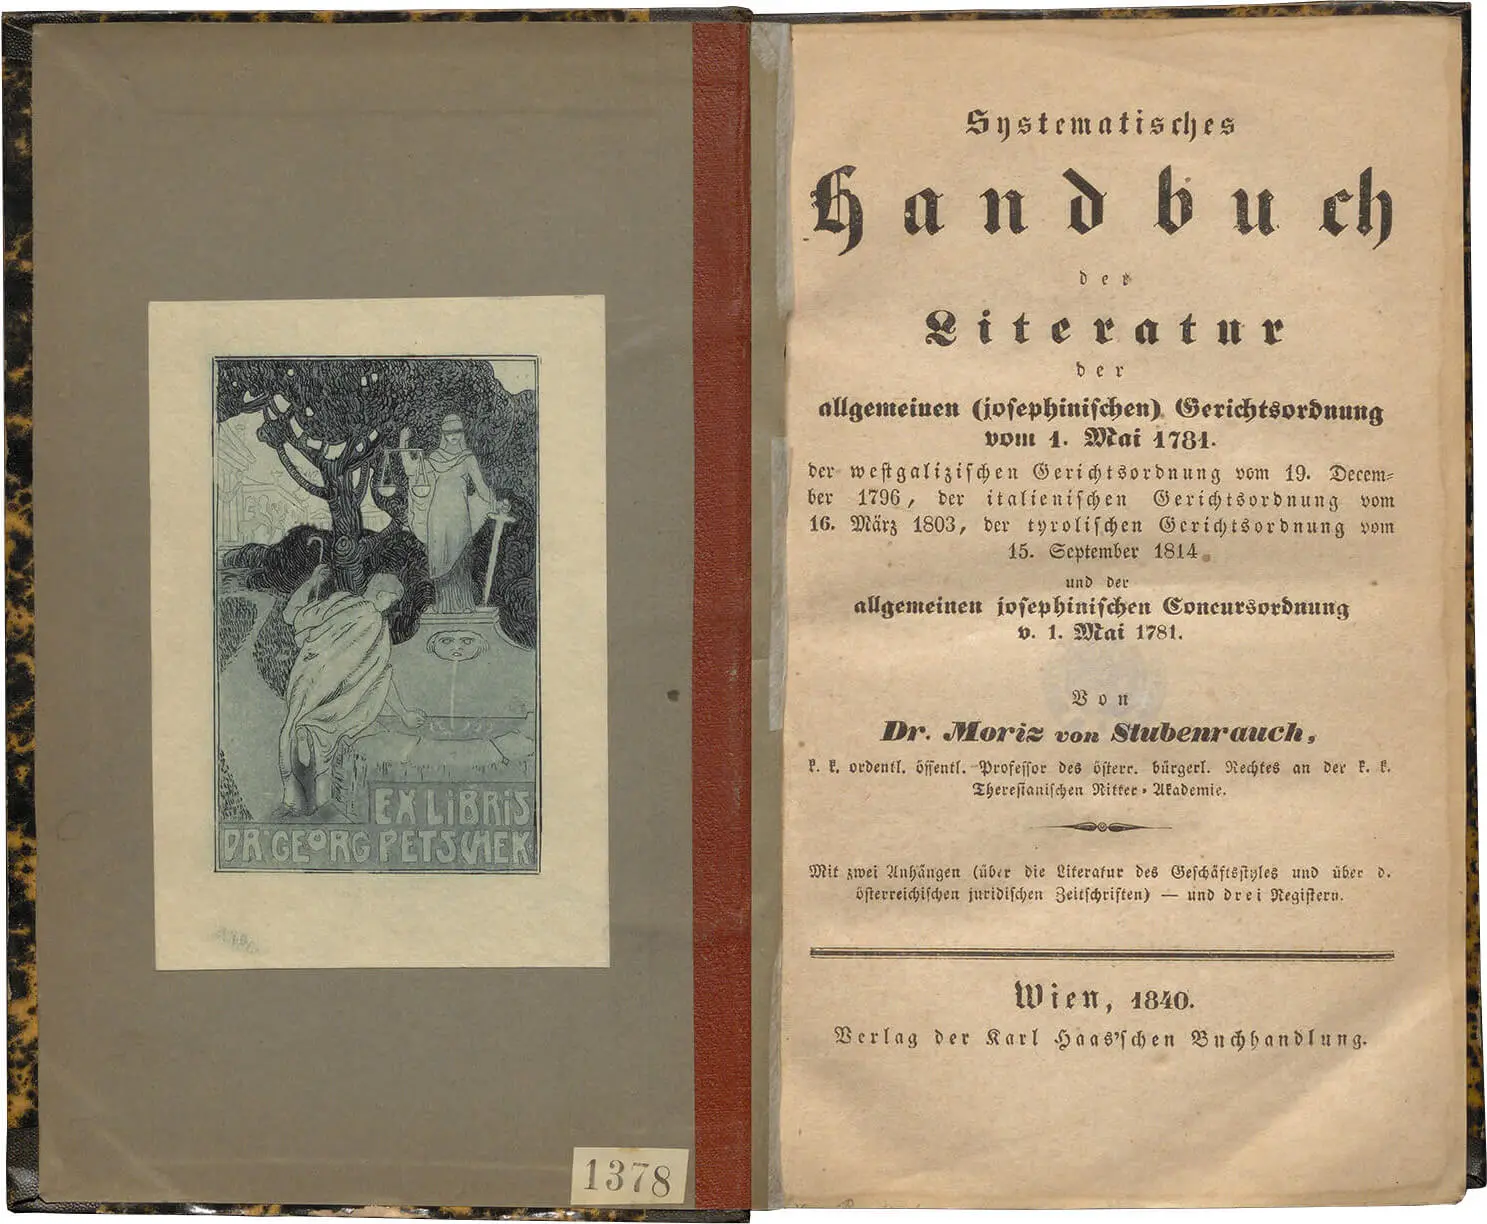 EX LIBRIS
DR. GEORG PETSCHEK
1378
Systematisches
Handbuch
der
Literatur
der
allgemeinen (josephinischen) Gerichtsordnung
vom 1. Mai 1781.
der westgalizischen Gerichtsordnung vom 19. Decem-
ber 1796, der italienischen Gerichtsordnung vom
16. März 1803, der tyrolischen Gerichtsordnung vom
15. September 1814
und der
allgemeinen josephinischen Concursordnung
v. 1. Mai 1781.
Von
Dr. Moriz von Stubenrauch,
k. k. ordentl. öffentl. Professor des österr. bürgerl. Rechtes an der k. k.
Theresianischen Ritter-Akademie.
Mit zwei Anhängen (über die Literatur des Geschäftsstyles und über d.
österreichischen juridischen Zeitschriften) — und drei Registern.
Wien, 1840.
Verlag der Karl Haas'schen Buchhandlung.